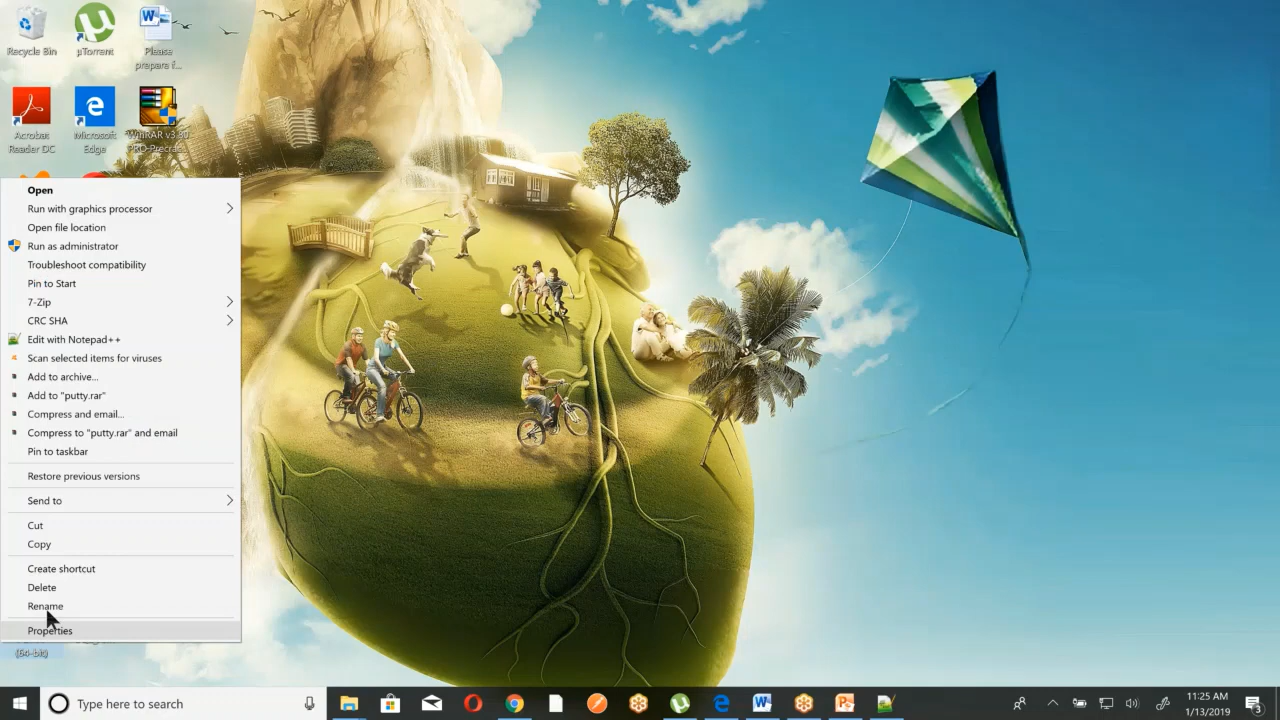 Recycle Bin
µTorrent
Please
prepare f...
Acrobat
Reader DC
Microsoft
Edge
WinRAR v3.80
PRO-Precrac...
Open
Run with graphics processor
Open file location
Run as administrator
Troubleshoot compatibility
Pin to Start
7-Zip
CRC SHA
Edit with Notepad++
Scan selected items for viruses
Add to archive...
Add to "putty.rar"
Compress and email...
Compress to "putty.rar" and email
Pin to taskbar
Restore previous versions
Send to
Cut
Copy
Create shortcut
Delete
Rename
Properties
(64-bit)
Type here to search
11:25 AM
1/13/2019
3